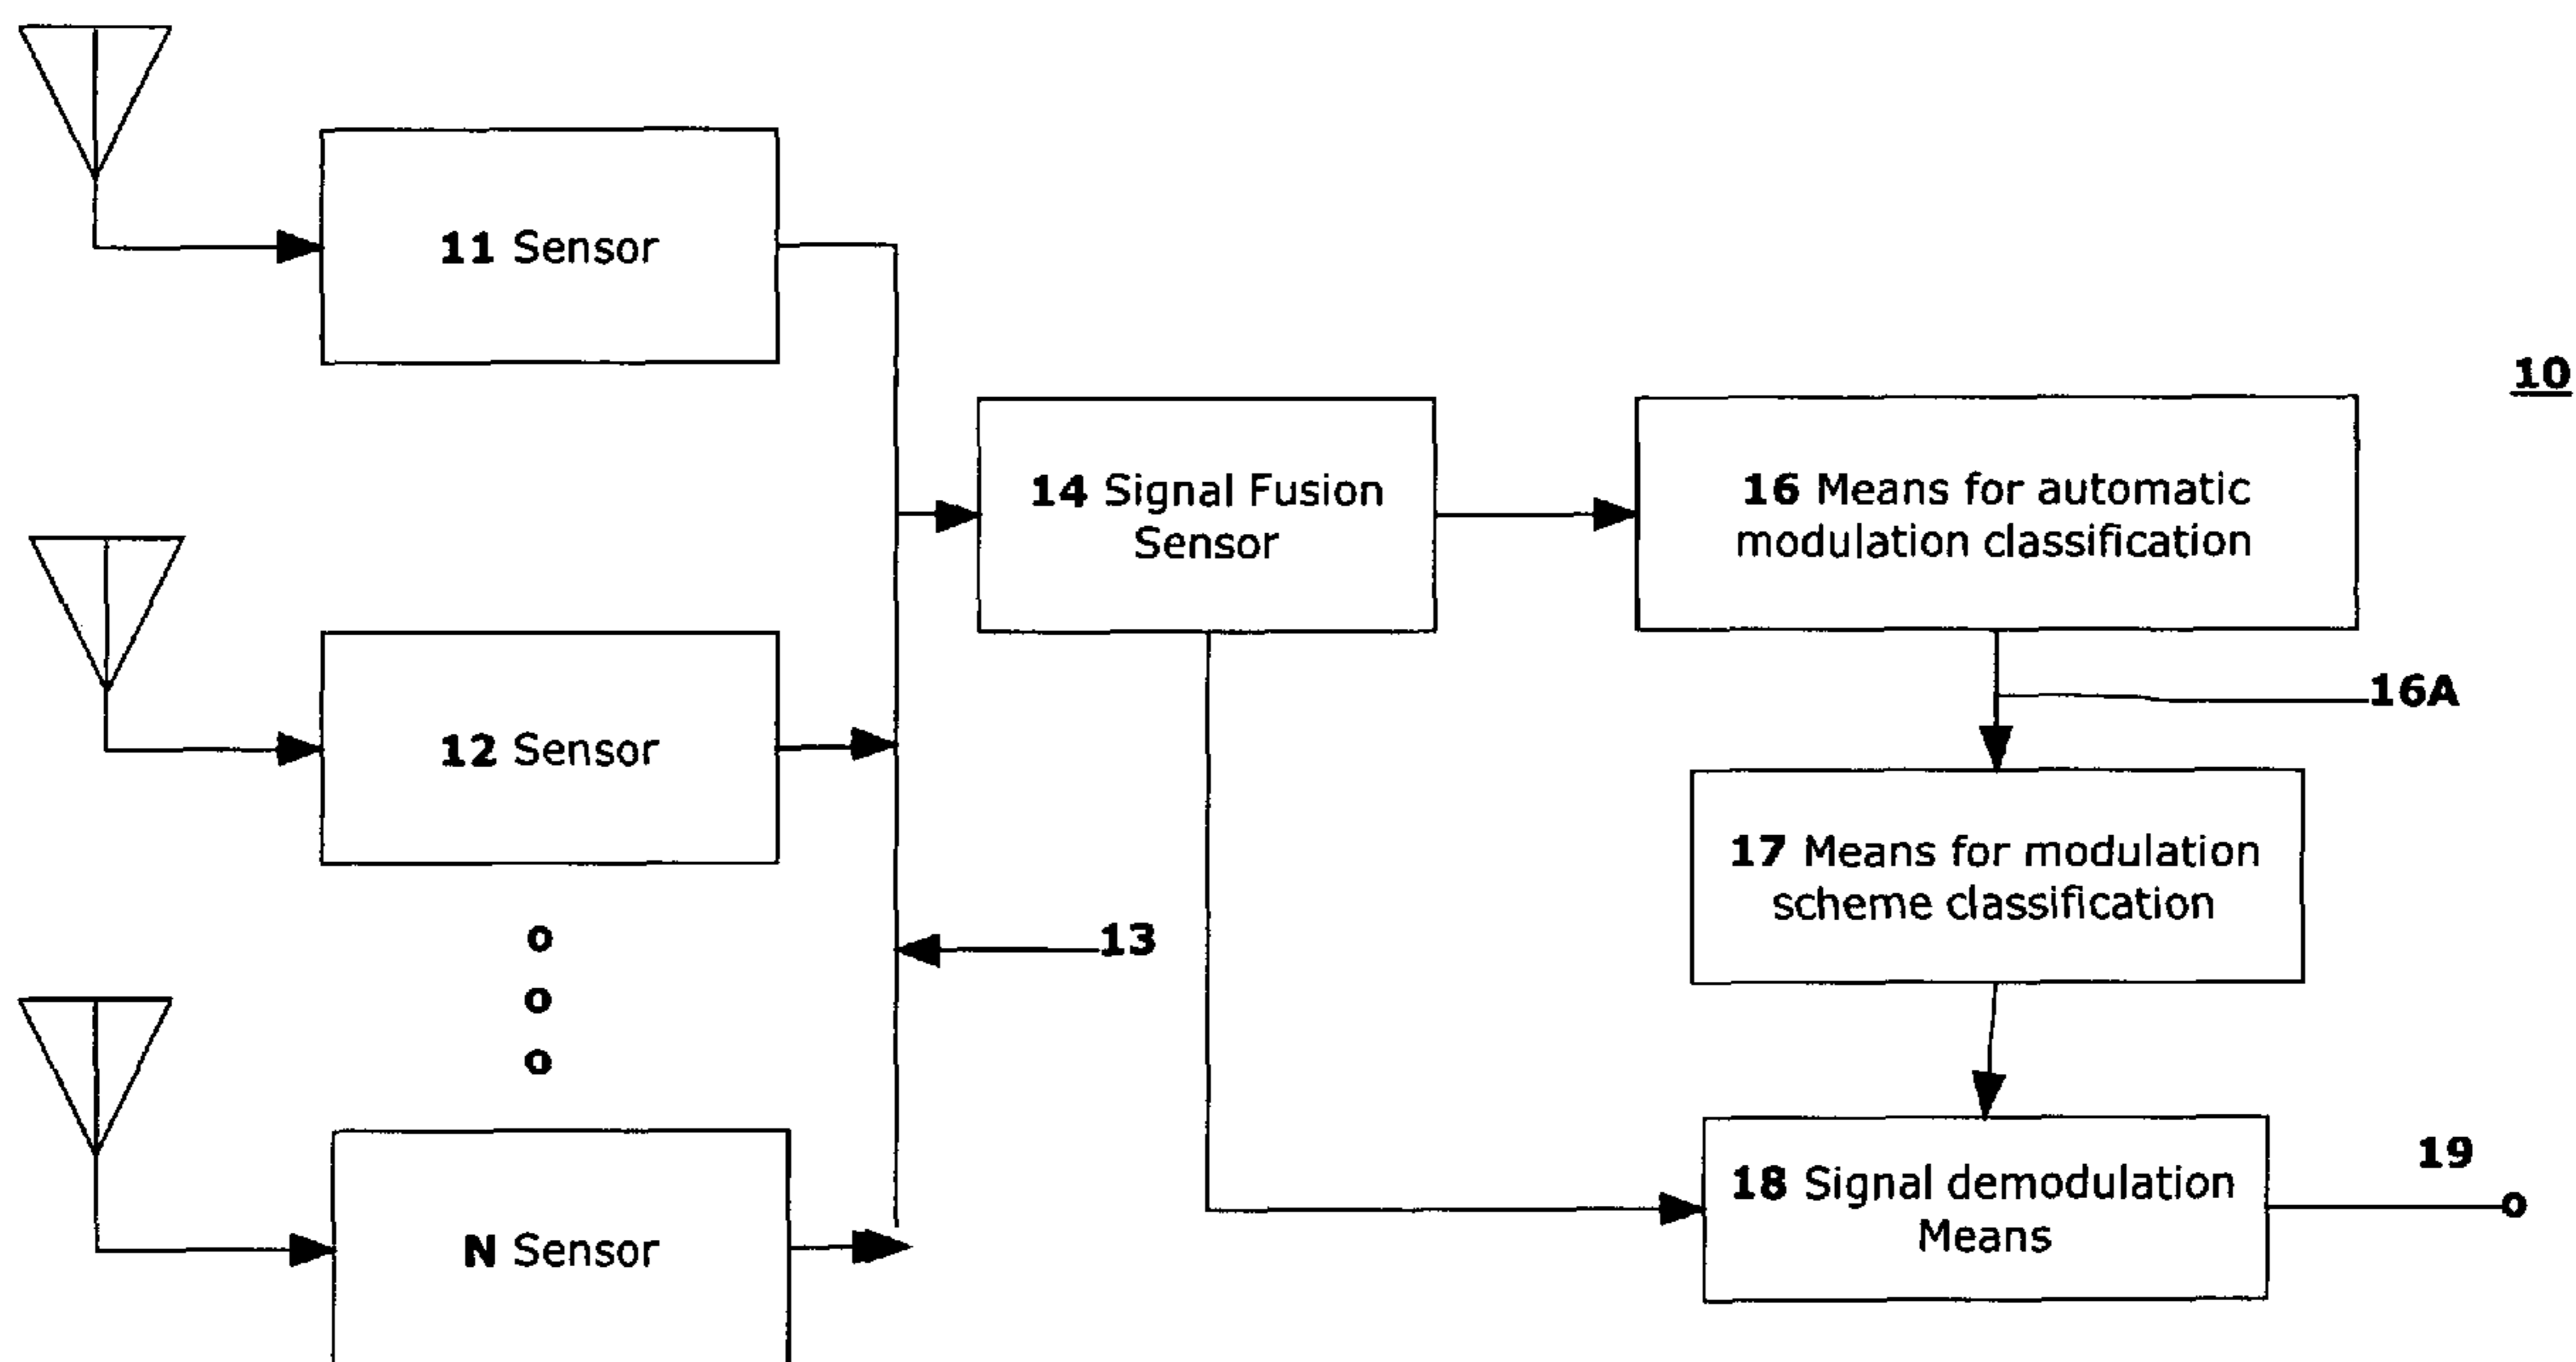 11 Sensor
10
14 Signal Fusion
Sensor
16 Means for automatic
modulation classification
16A
12 Sensor
17 Means for modulation
scheme classification
13
o
o
o
19
18 Signal demodulation
Means
o
N Sensor